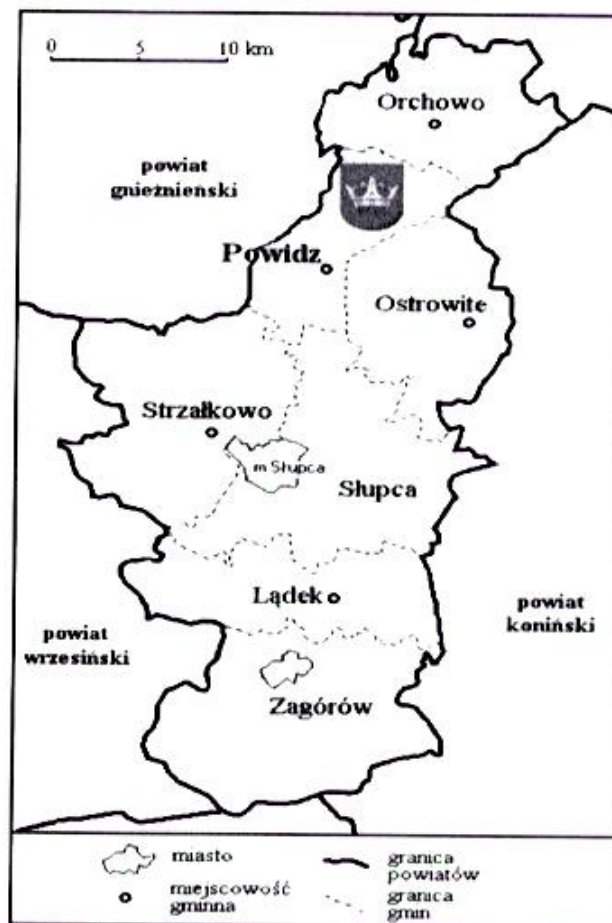 0 5 10 km
Orchowo
powiat
gnieźnieński
Powidz
Ostrowite
Strzałkowo
m Słupca
Słupca
Lądek
powiat
koniński
powiat
wrzesiński
Zagórów
miasto
granica
powiatów
miejscowość
gminna
granica
gmin